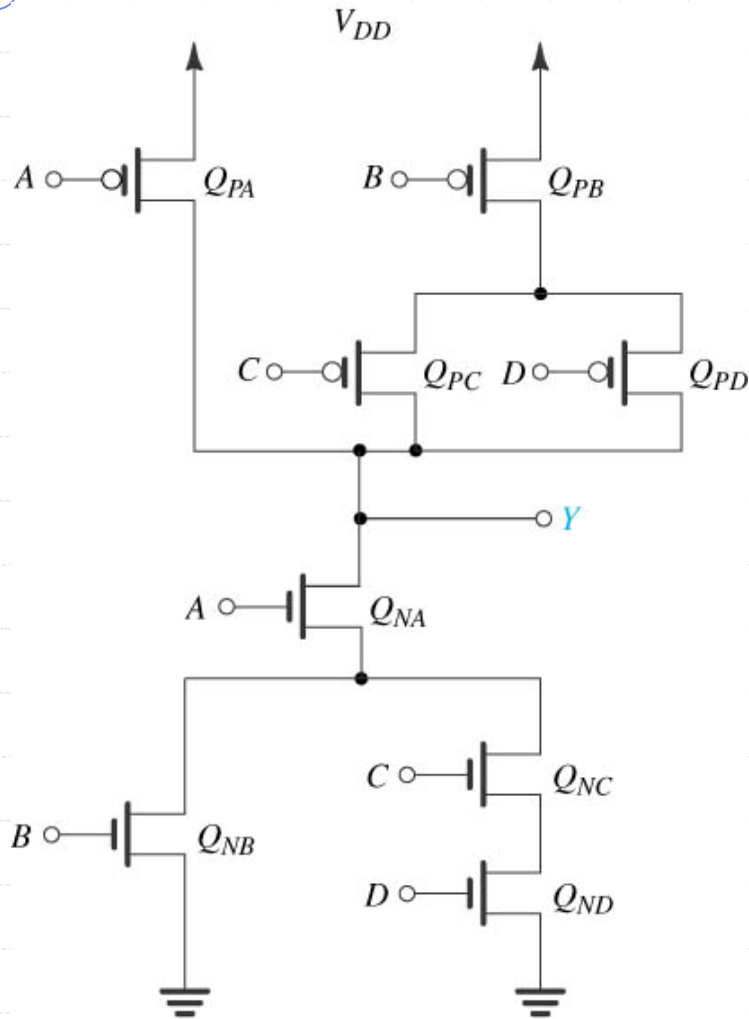 V_DD
A Q_PA B Q_PB
C Q_PC D Q_PD
Y
A Q_NA
C Q_NC
B Q_NB
D Q_ND